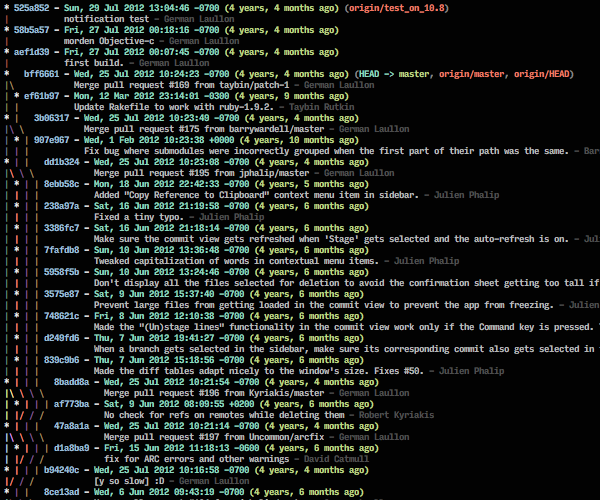 * 525a852 - Sun, 29 Jul 2012 13:04:46 -0700 (4 years, 4 months ago) (origin/test_on_10.8)
| notification test - German Laullon
* 58b5a57 - Fri, 27 Jul 2012 00:18:16 -0700 (4 years, 4 months ago)
| morden Objective-c - German Laullon
* aef1d39 - Fri, 27 Jul 2012 00:07:45 -0700 (4 years, 4 months ago)
| first build. - German Laullon
* bff6661 - Wed, 25 Jul 2012 10:24:23 -0700 (4 years, 4 months ago) (HEAD -> master, origin/master, origin/HEAD)
|\ Merge pull request #169 from taybin/patch-1 - German Laullon
| * ef61b97 - Mon, 12 Mar 2012 23:14:01 -0300 (4 years, 9 months ago)
| | Update Rakefile to work with ruby-1.9.2. - Taybin Rutkin
* | 3b06317 - Wed, 25 Jul 2012 10:23:49 -0700 (4 years, 4 months ago)
|\ \ Merge pull request #175 from barrywardell/master - German Laullon
| * | 907e967 - Wed, 1 Feb 2012 10:23:38 +0000 (4 years, 10 months ago)
| | | Fix bug where submodules were incorrectly grouped when the first part of their path was the same. - Bar
* | | dd1b324 - Wed, 25 Jul 2012 10:23:08 -0700 (4 years, 4 months ago)
|\ \ \ Merge pull request #195 from jphalip/master - German Laullon
| * | | 8ebb58c - Mon, 18 Jun 2012 22:42:33 -0700 (4 years, 5 months ago)
| | | | Added "Copy Reference to Clipboard" context menu item in sidebar. - Julien Phalip
| * | | 238a97a - Sat, 16 Jun 2012 21:19:58 -0700 (4 years, 6 months ago)
| | | | Fixed a tiny typo. - Julien Phalip
| * | | 3386fc7 - Sat, 16 Jun 2012 21:18:14 -0700 (4 years, 6 months ago)
| | | | Make sure the commit view gets refreshed when 'Stage' gets selected and the auto-refresh is on. - Juli
| * | | 7fafdb8 - Sun, 10 Jun 2012 13:36:48 -0700 (4 years, 6 months ago)
| | | | Tweaked capitalization of words in contextual menu items. - Julien Phalip
| * | | 5958f5b - Sun, 10 Jun 2012 13:24:46 -0700 (4 years, 6 months ago)
| | | | Don't display all the files selected for deletion to avoid the confirmation sheet getting too tall if
| * | | 3575e87 - Sat, 9 Jun 2012 15:37:40 -0700 (4 years, 6 months ago)
| | | | Prevent large files from getting loaded in the commit view to prevent the app from freezing. - Julien
| * | | 748621c - Fri, 8 Jun 2012 12:10:38 -0700 (4 years, 6 months ago)
| | | | Made the "(Un)stage lines" functionality in the commit view work only if the Command key is pressed.
| * | | d240fd6 - Thu, 7 Jun 2012 19:41:27 -0700 (4 years, 6 months ago)
| | | | When a branch gets selected in the sidebar, make sure its corresponding commit also gets selected in
| * | | 839c9b6 - Thu, 7 Jun 2012 15:18:56 -0700 (4 years, 6 months ago)
| | | | Made the diff tables adapt nicely to the window's size. Fixes #50. - Julien Phalip
* | | | 8badd8a - Wed, 25 Jul 2012 10:21:54 -0700 (4 years, 4 months ago)
|\ \ \ \ Merge pull request #196 from Kyriakis/master - German Laullon
| * | | | af773ba - Sat, 9 Jun 2012 08:09:55 +0200 (4 years, 6 months ago)
| |/ / / No check for refs on remotes while deleting them - Robert Kyriakis
* | | | 47a8a1a - Wed, 25 Jul 2012 10:21:14 -0700 (4 years, 4 months ago)
|\ \ \ \ Merge pull request #197 from Uncommon/arcfix - German Laullon
| * | | | d1a8ba9 - Fri, 15 Jun 2012 11:18:13 -0600 (4 years, 6 months ago)
| |/ / / fix for ARC errors and other warnings - David Catmull
* | | | b94240c - Wed, 25 Jul 2012 10:16:58 -0700 (4 years, 4 months ago)
|/ / / [y so slow] :D - German Laullon
* | | 8ce13ad - Wed, 6 Jun 2012 09:43:19 -0700 (4 years, 6 months ago)